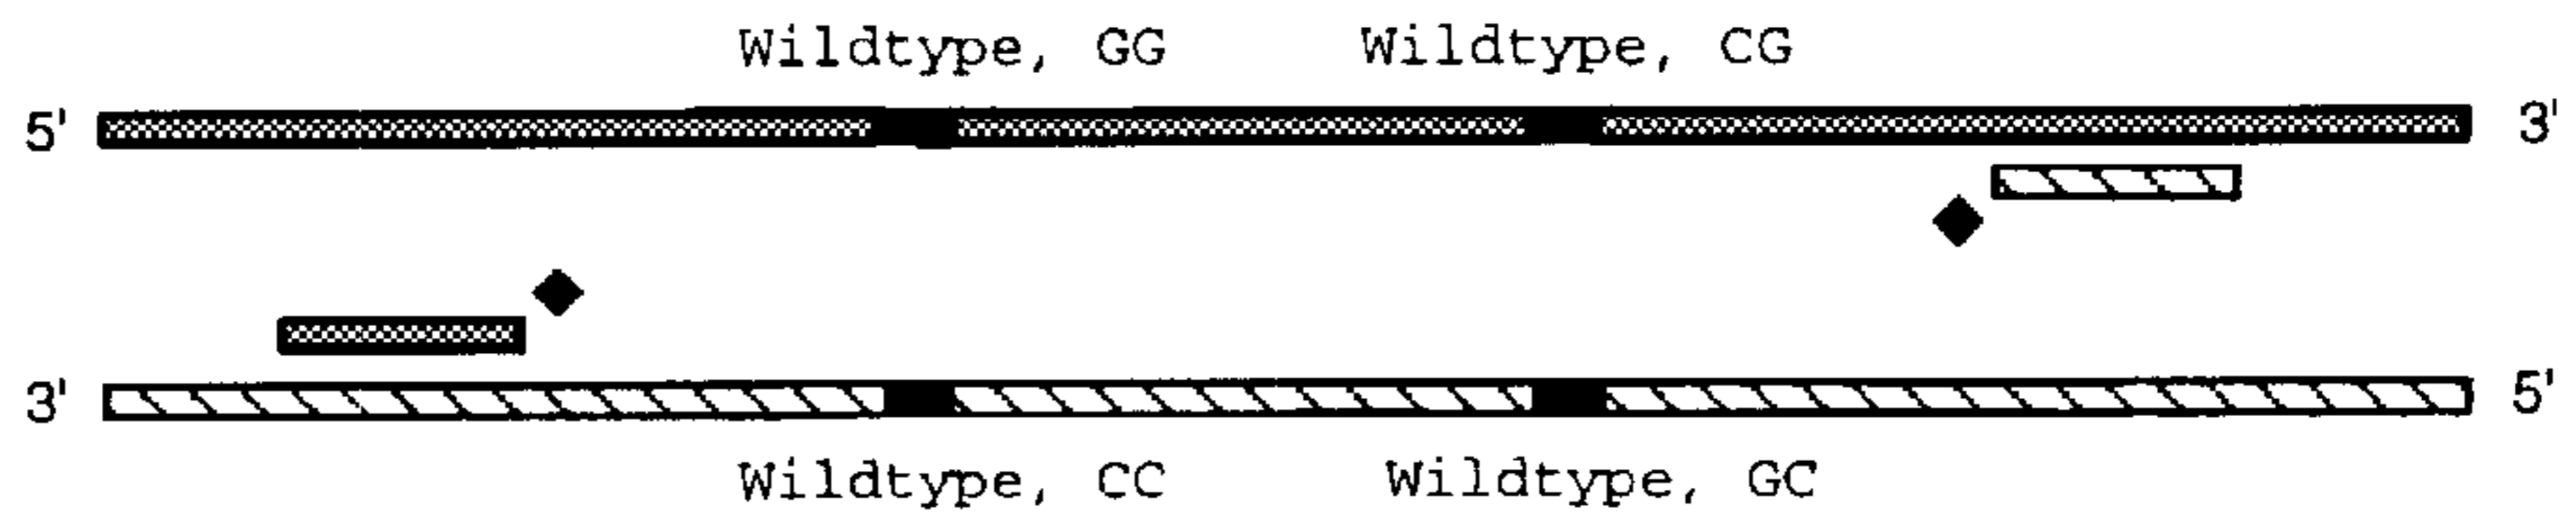 Wildtype, GG Wildtype, CG
5' 3'
3' 5'
Wildtype, CC Wildtype, GC